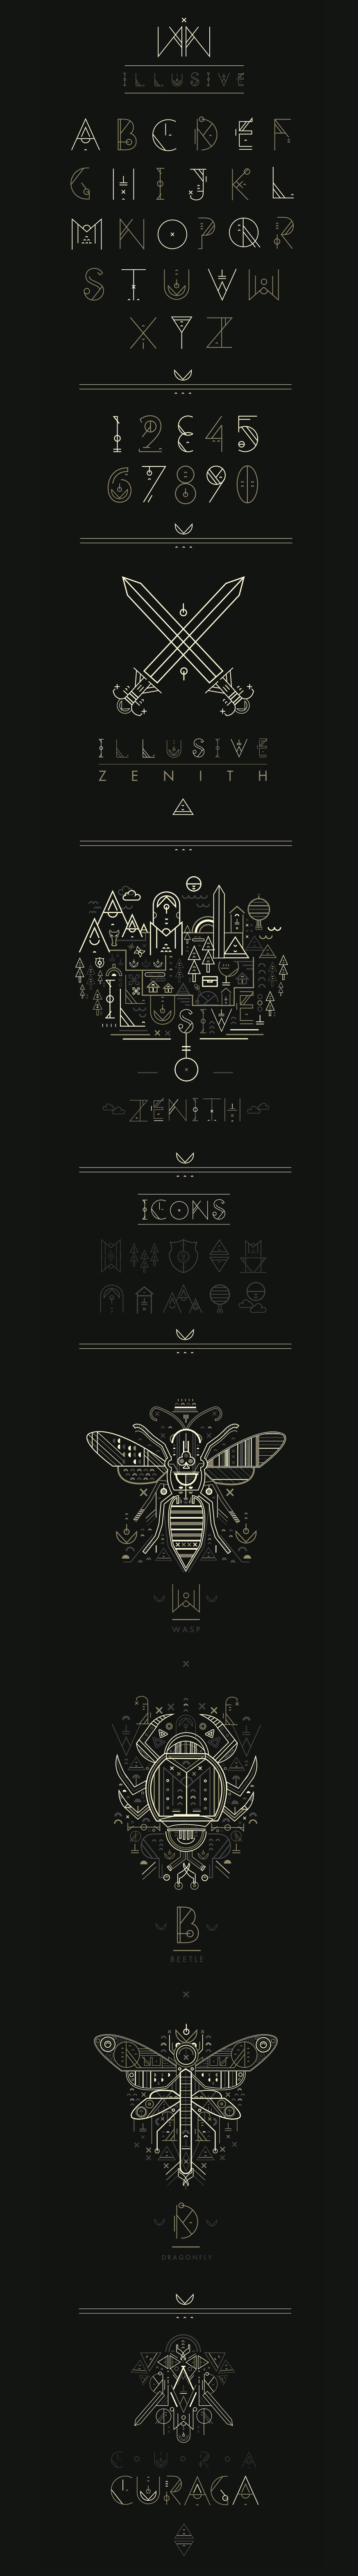 ILLUSIVE
A B C D E F
G H I J K L
M N O P Q R
S T U V W
X Y Z
1 2 3 4 5
6 7 8 9 0
ILLUSIVE
ZENITH
ILLUSIVE
ZENITH
ICONS
W
WASP
B
BEETLE
D
DRAGONFLY
C·U·R·A
CURAGA